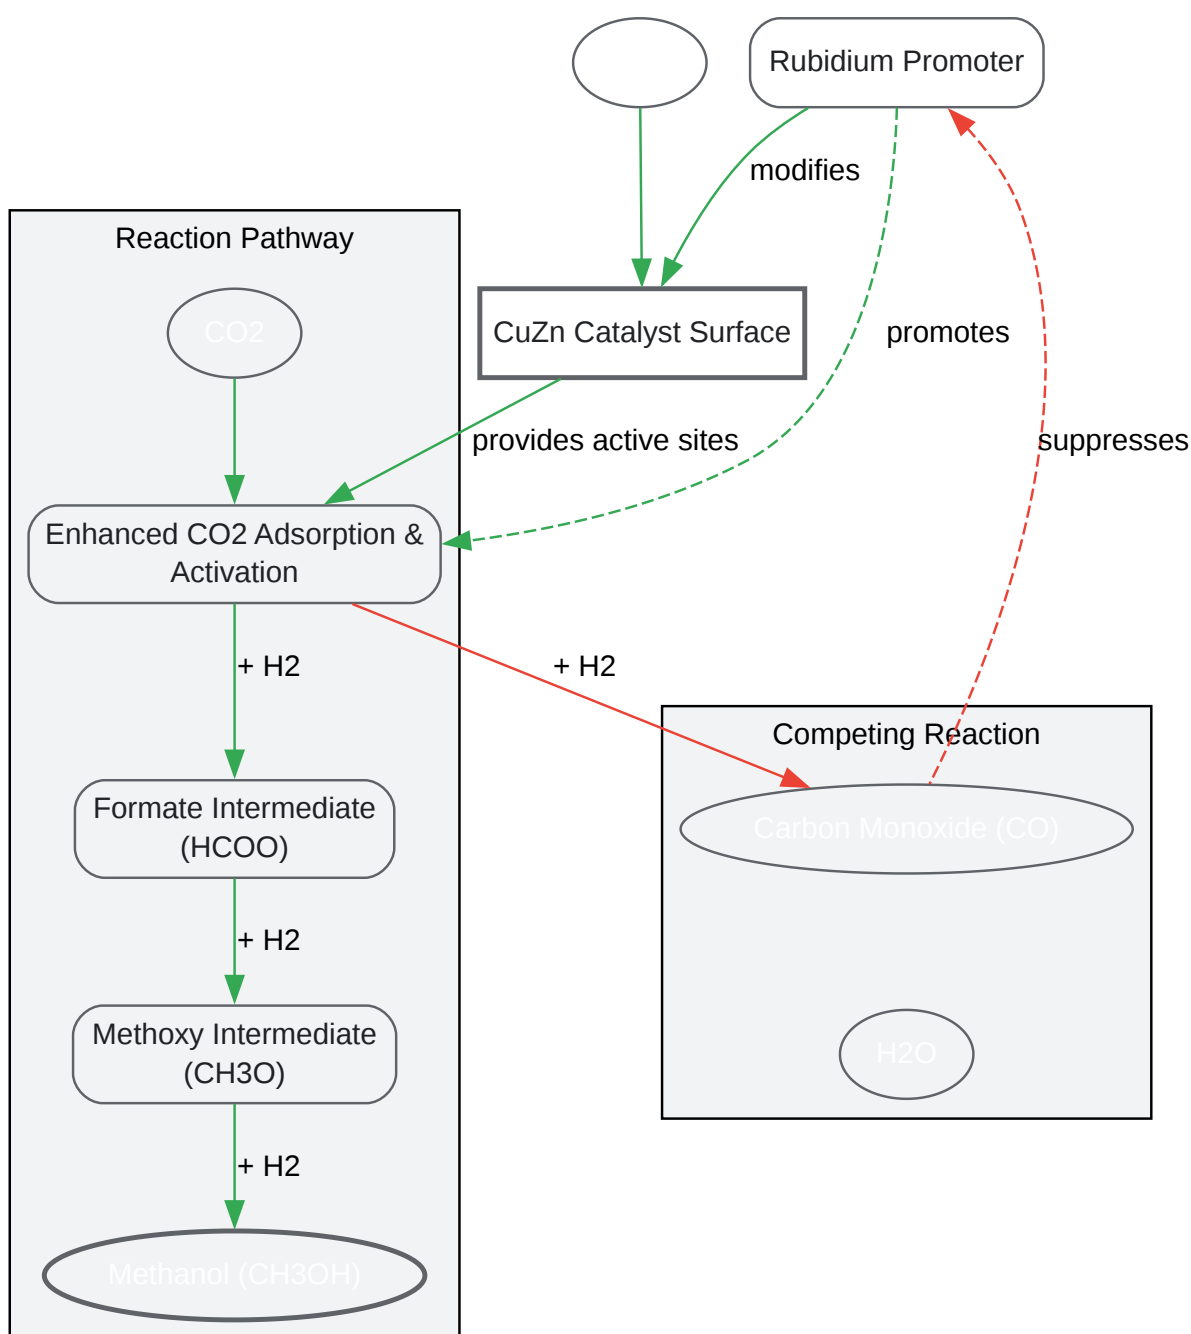 Rubidium Promoter
modifies
Reaction Pathway
CO2
CuZn Catalyst Surface
promotes
provides active sites
suppresses
Enhanced CO2 Adsorption &
Activation
+ H2
+ H2
Competing Reaction
Formate Intermediate
(HCOO)
Carbon Monoxide (CO)
+ H2
Methoxy Intermediate
(CH3O)
H2O
+ H2
Methanol (CH3OH)